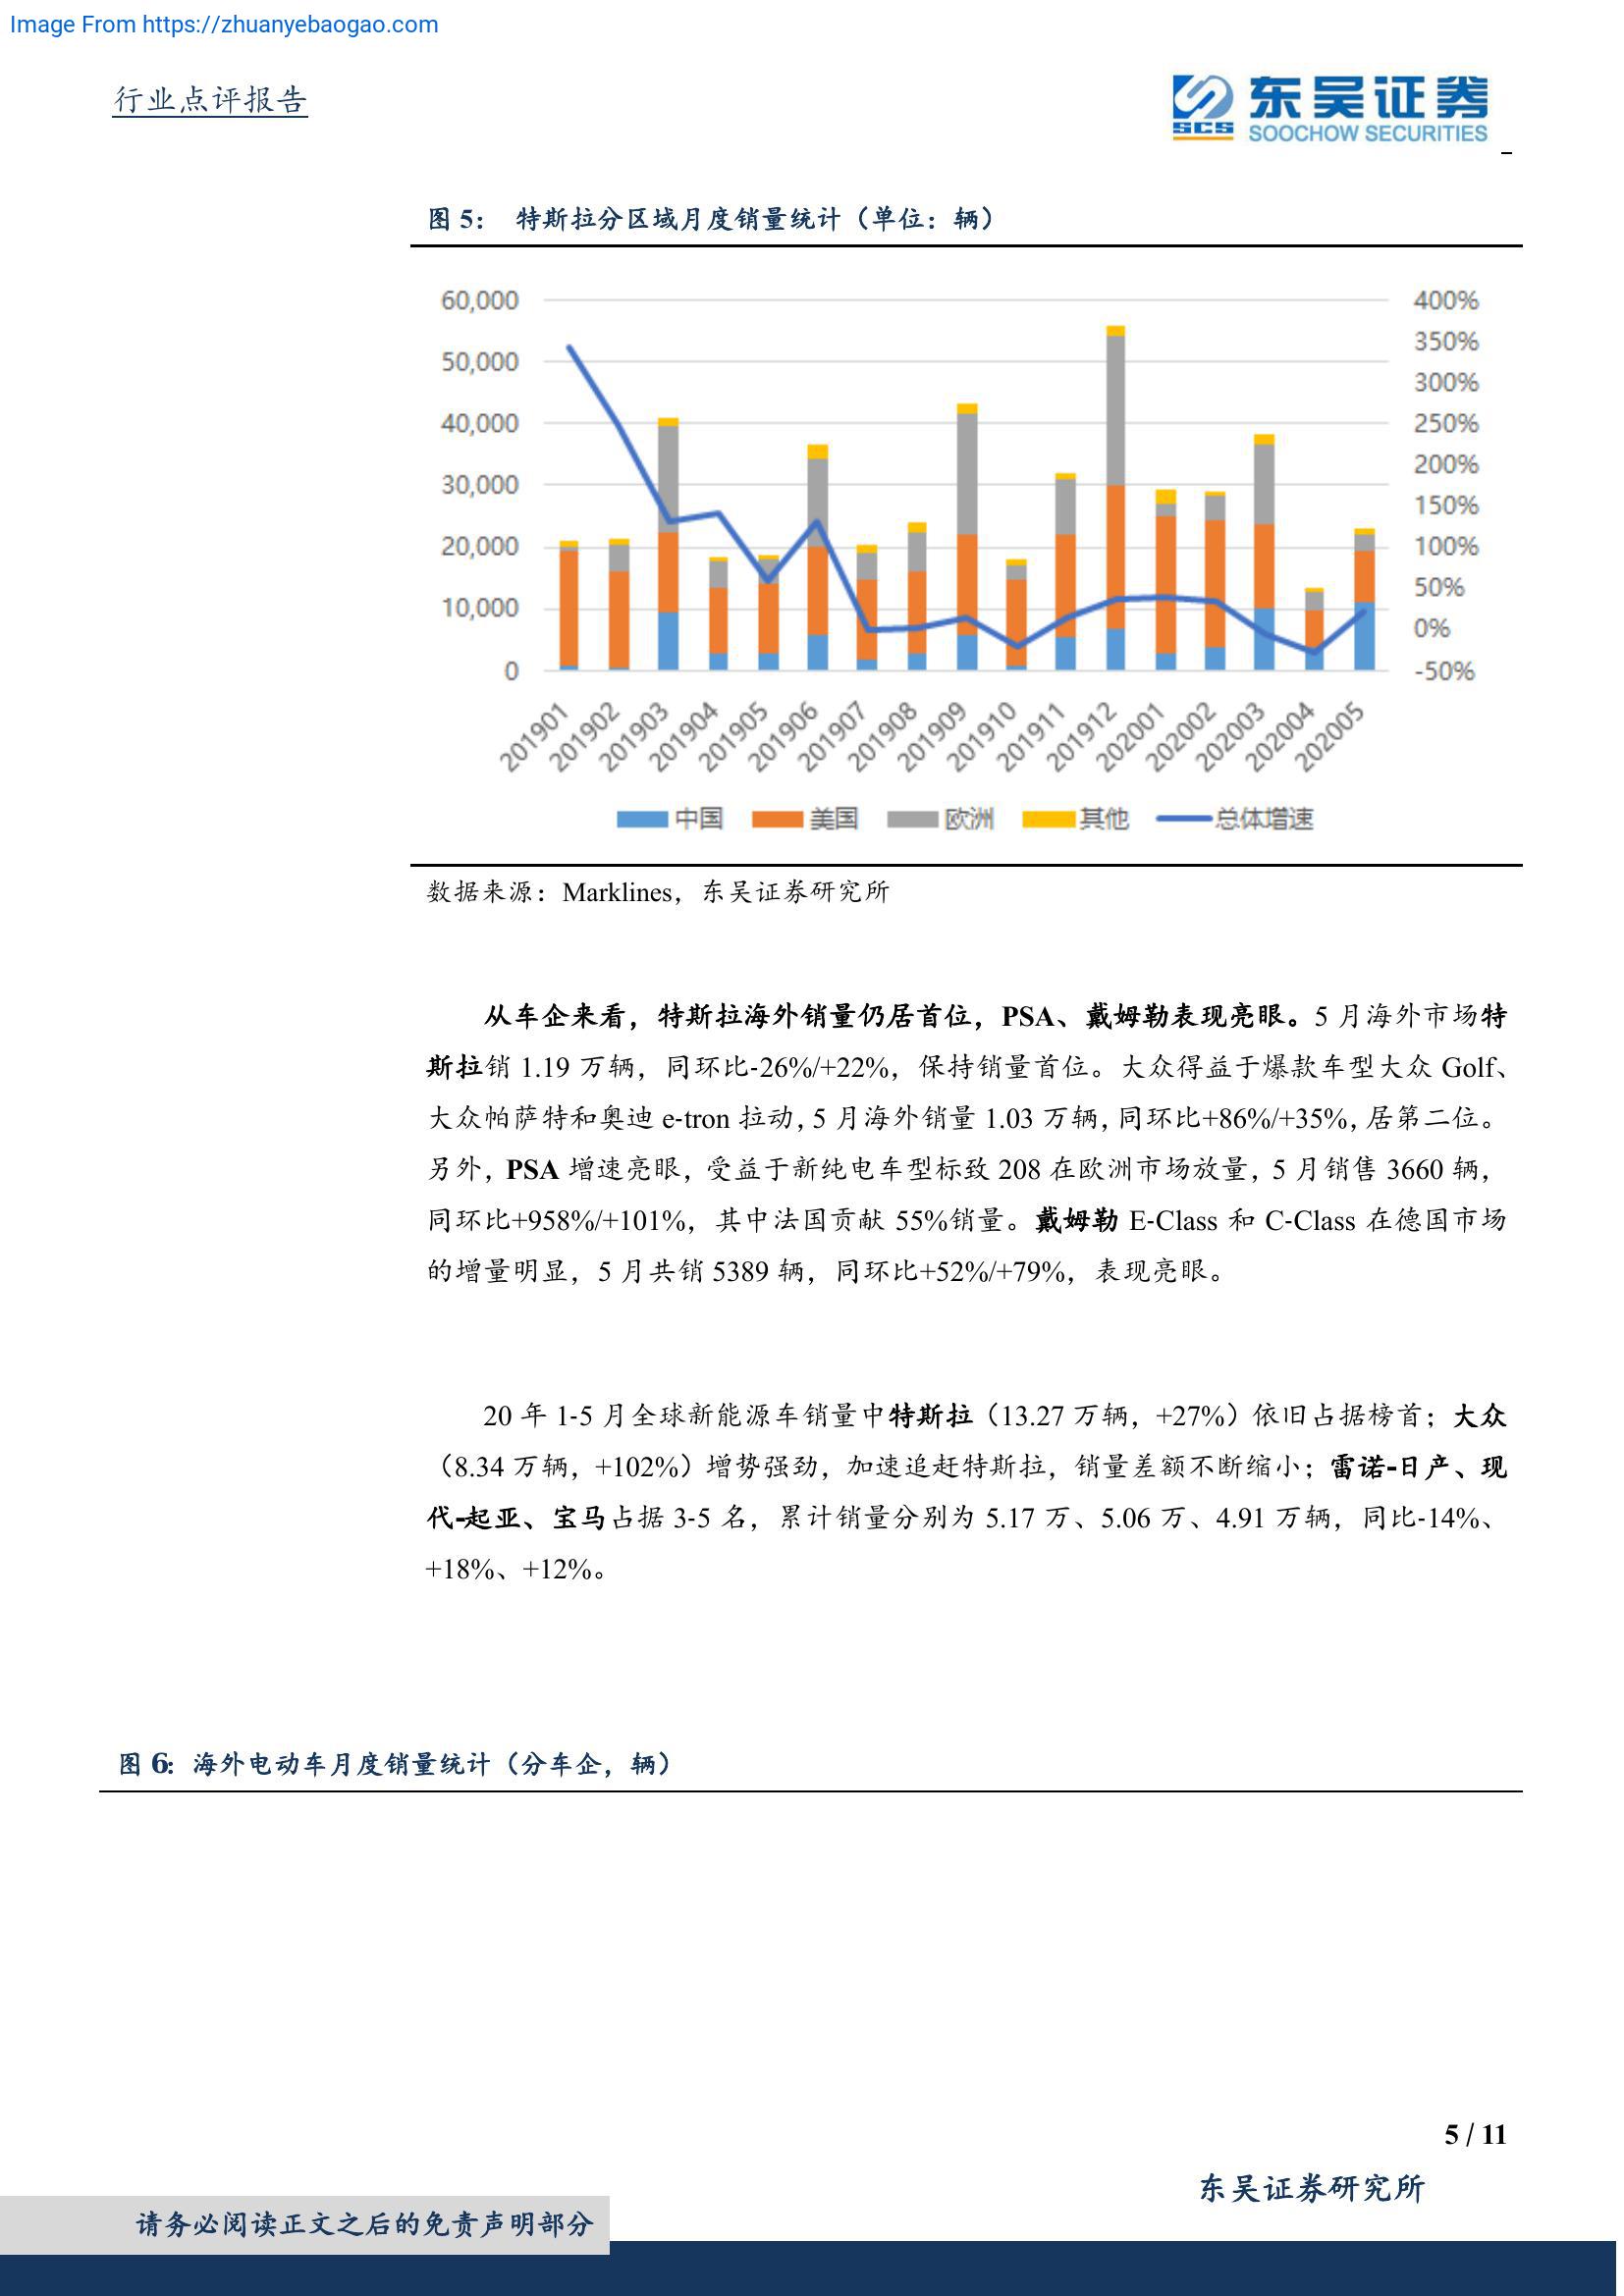 Image From https://zhuanyebaogao.com
行业点评报告
SCS
东吴证券
SOOCHOW SECURITIES
图 5： 特斯拉分区域月度销量统计（单位：辆）
60,000
50,000
40,000
30,000
20,000
10,000
0
400%
350%
300%
250%
200%
150%
100%
50%
0%
-50%
201901
201902
201903
201904
201905
201906
201907
201908
201909
201910
201911
201912
202001
202002
202003
202004
202005
中国 美国 欧洲 其他 总体增速
数据来源：Marklines，东吴证券研究所
从车企来看，特斯拉海外销量仍居首位，PSA、戴姆勒表现亮眼。5 月海外市场特
斯拉销 1.19 万辆，同环比-26%/+22%，保持销量首位。大众得益于爆款车型大众 Golf、
大众帕萨特和奥迪 e-tron 拉动，5 月海外销量 1.03 万辆，同环比+86%/+35%，居第二位。
另外，PSA 增速亮眼，受益于新纯电车型标致 208 在欧洲市场放量，5 月销售 3660 辆，
同环比+958%/+101%，其中法国贡献 55%销量。戴姆勒 E-Class 和 C-Class 在德国市场
的增量明显，5 月共销 5389 辆，同环比+52%/+79%，表现亮眼。
20 年 1-5 月全球新能源车销量中特斯拉（13.27 万辆，+27%）依旧占据榜首；大众
（8.34 万辆，+102%）增势强劲，加速追赶特斯拉，销量差额不断缩小；雷诺-日产、现
代-起亚、宝马占据 3-5 名，累计销量分别为 5.17 万、5.06 万、4.91 万辆，同比-14%、
+18%、+12%。
图 6：海外电动车月度销量统计（分车企，辆）
5 / 11
东吴证券研究所
请务必阅读正文之后的免责声明部分